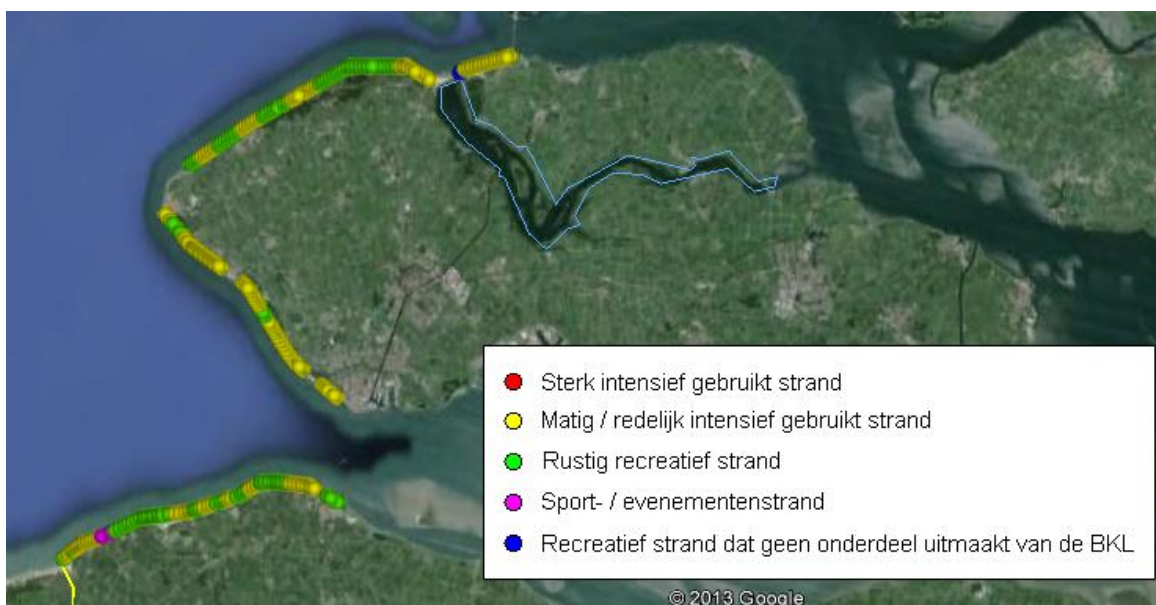 Sterk intensief gebruikt strand
Matig / redelijk intensief gebruikt strand
Rustig recreatief strand
Sport- / evenementenstrand
Recreatief strand dat geen onderdeel uitmaakt van de BKL
© 2013 Google